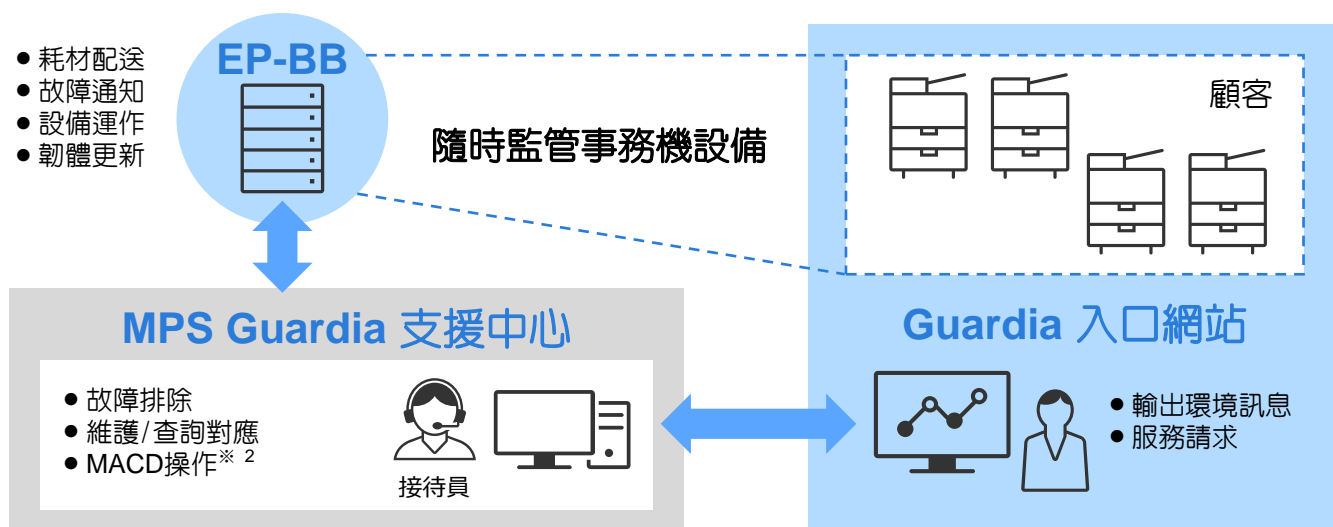 ● 耗材配送
● 故障通知
● 設備運作
● 韌體更新
EP-BB
隨時監管事務機設備
顧客
MPS Guardia 支援中心
● 故障排除
● 維護/查詢對應
● MACD操作※ 2
接待員
Guardia 入口網站
● 輸出環境訊息
● 服務請求